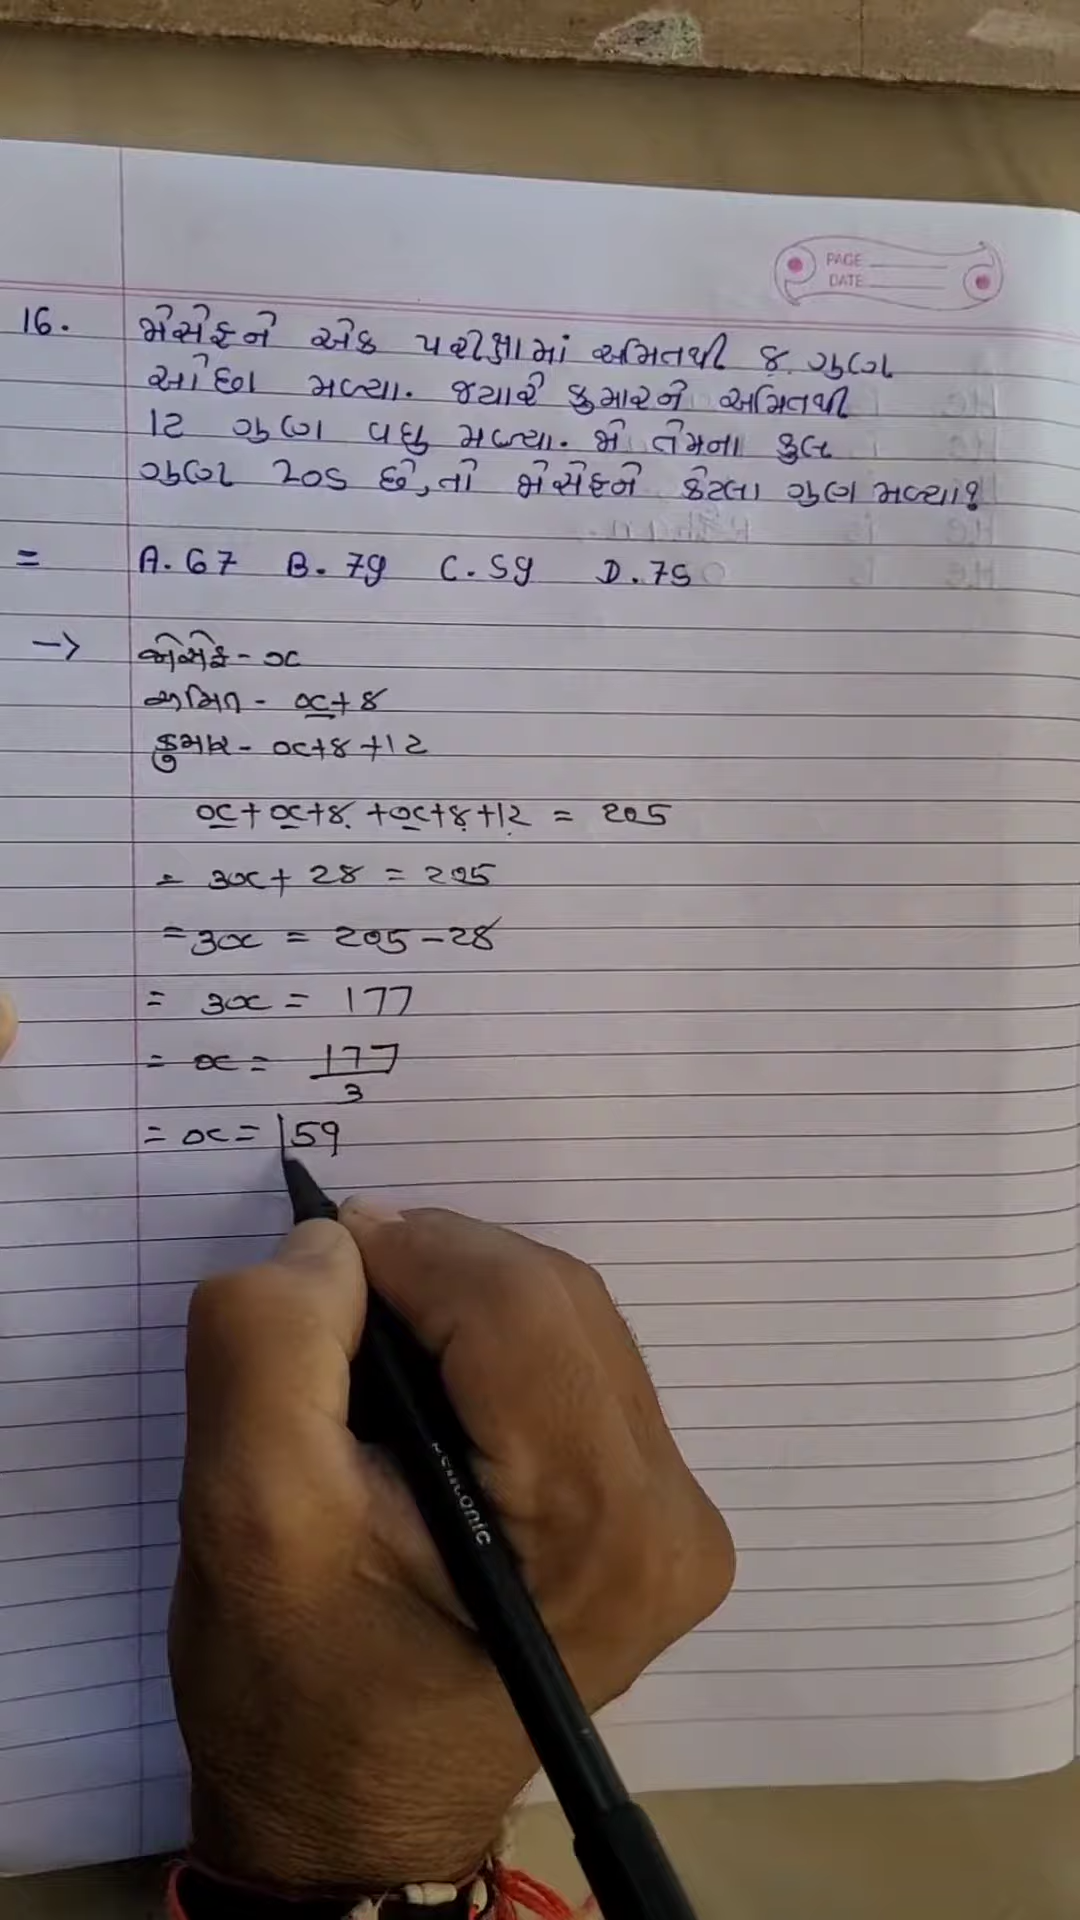 PAGE
DATE
16. જોસેફને એક પરીક્ષામાં અમિતથી 8 ગુણ
ઓછા મળ્યા. જ્યારે કુમારને અમિતથી
12 ગુણ વધુ મળ્યા. જો તેમના કુલ
ગુણ 205 છે, તો જોસેફને કેટલા ગુણ મળ્યા?
= A. 67 B. 79 C. 59 D. 75
→ જોસેફ - x
અમિત - x+8
કુમાર - x+8+12
x+x+8+x+8+12 = 205
= 3x+28 = 205
= 3x = 205-28
= 3x = 177
= x = 177/3
= x = 59